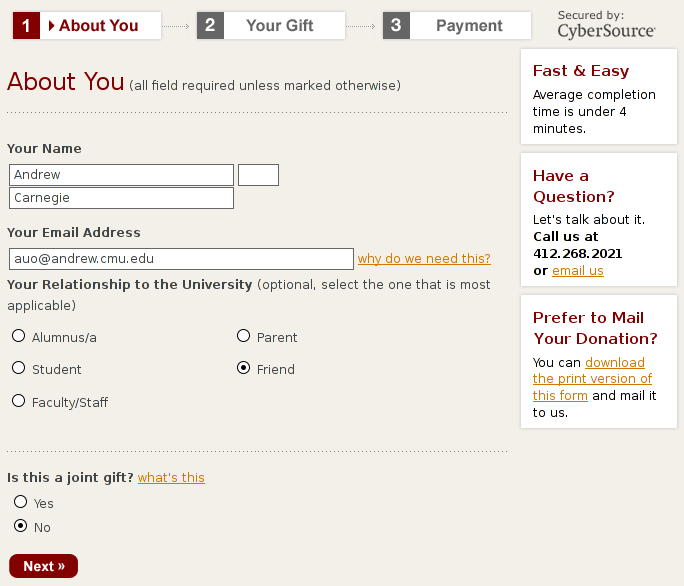 1 About You 2 Your Gift 3 Payment
Secured by:
CyberSource
About You (all field required unless marked otherwise)
Your Name
Andrew
Carnegie
Your Email Address
auo@andrew.cmu.edu why do we need this?
Your Relationship to the University (optional, select the one that is most
applicable)
Alumnus/a Parent
Student Friend
Faculty/Staff
Is this a joint gift? what's this
Yes
No
Next »
Fast & Easy
Average completion
time is under 4
minutes.
Have a
Question?
Let's talk about it.
Call us at
412.268.2021
or email us
Prefer to Mail
Your Donation?
You can download
the print version of
this form and mail it
to us.